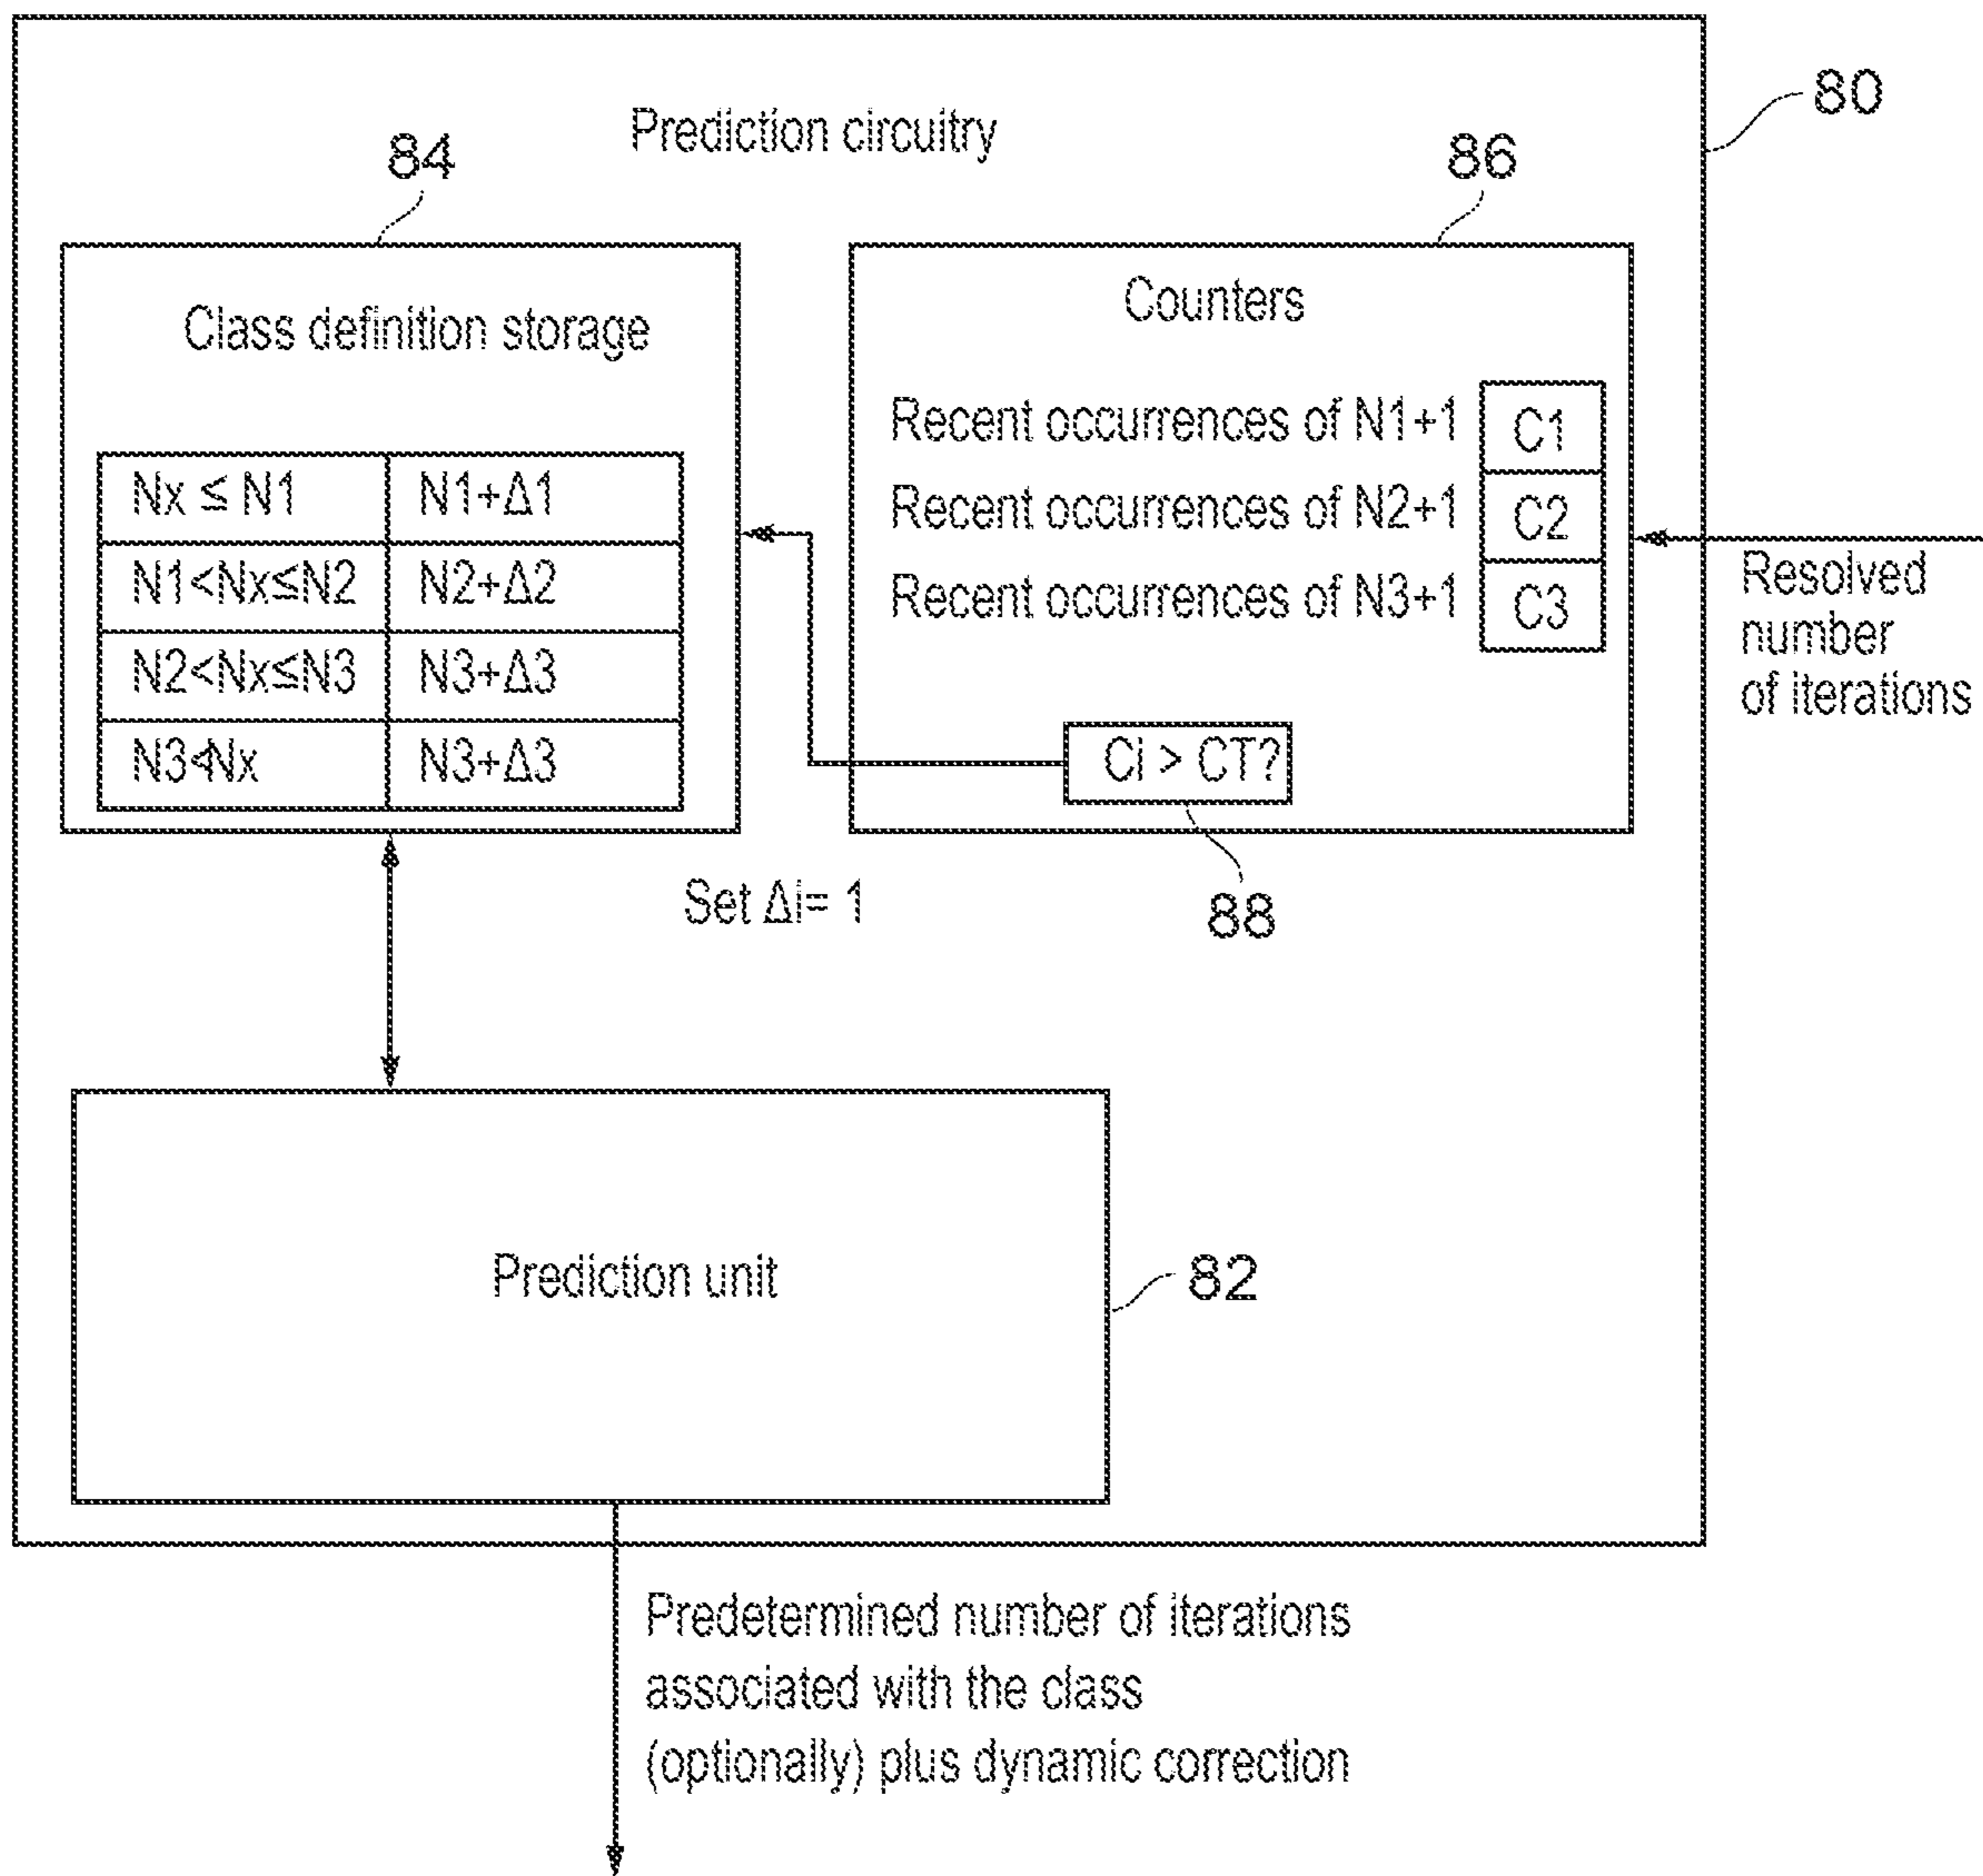 Prediction circuitry
80
84
86
Class definition storage
Nx ≤ N1 N1+Δ1
N1<Nx≤N2 N2+Δ2
N2<Nx≤N3 N3+Δ3
N3<Nx N3+Δ3
Counters
Recent occurrences of N1+1 C1
Recent occurrences of N2+1 C2
Recent occurrences of N3+1 C3
Ci > CT?
88
Resolved
number
of iterations
Set Δi= 1
Prediction unit
82
Predetermined number of iterations
associated with the class
(optionally) plus dynamic correction